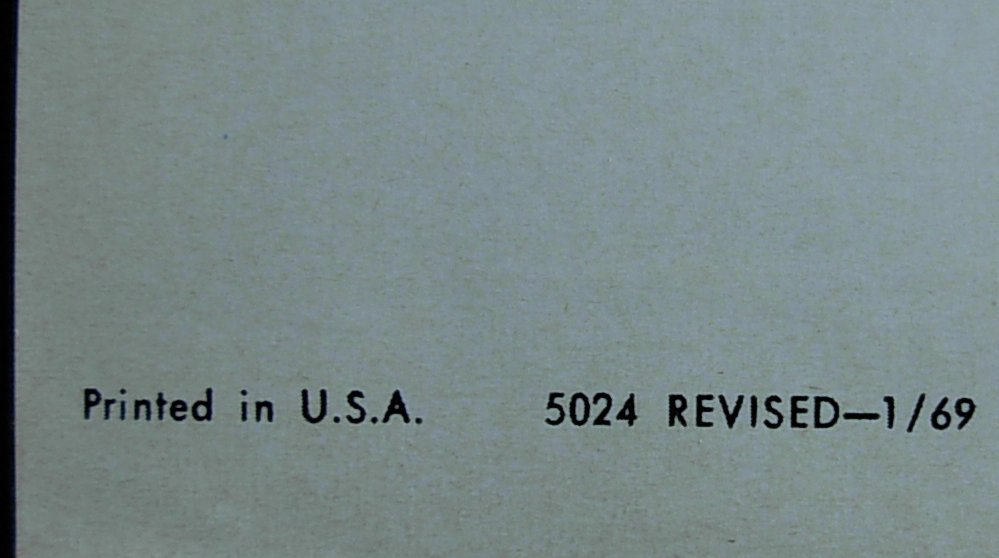 Printed in U.S.A. 5024 REVISED—1/69